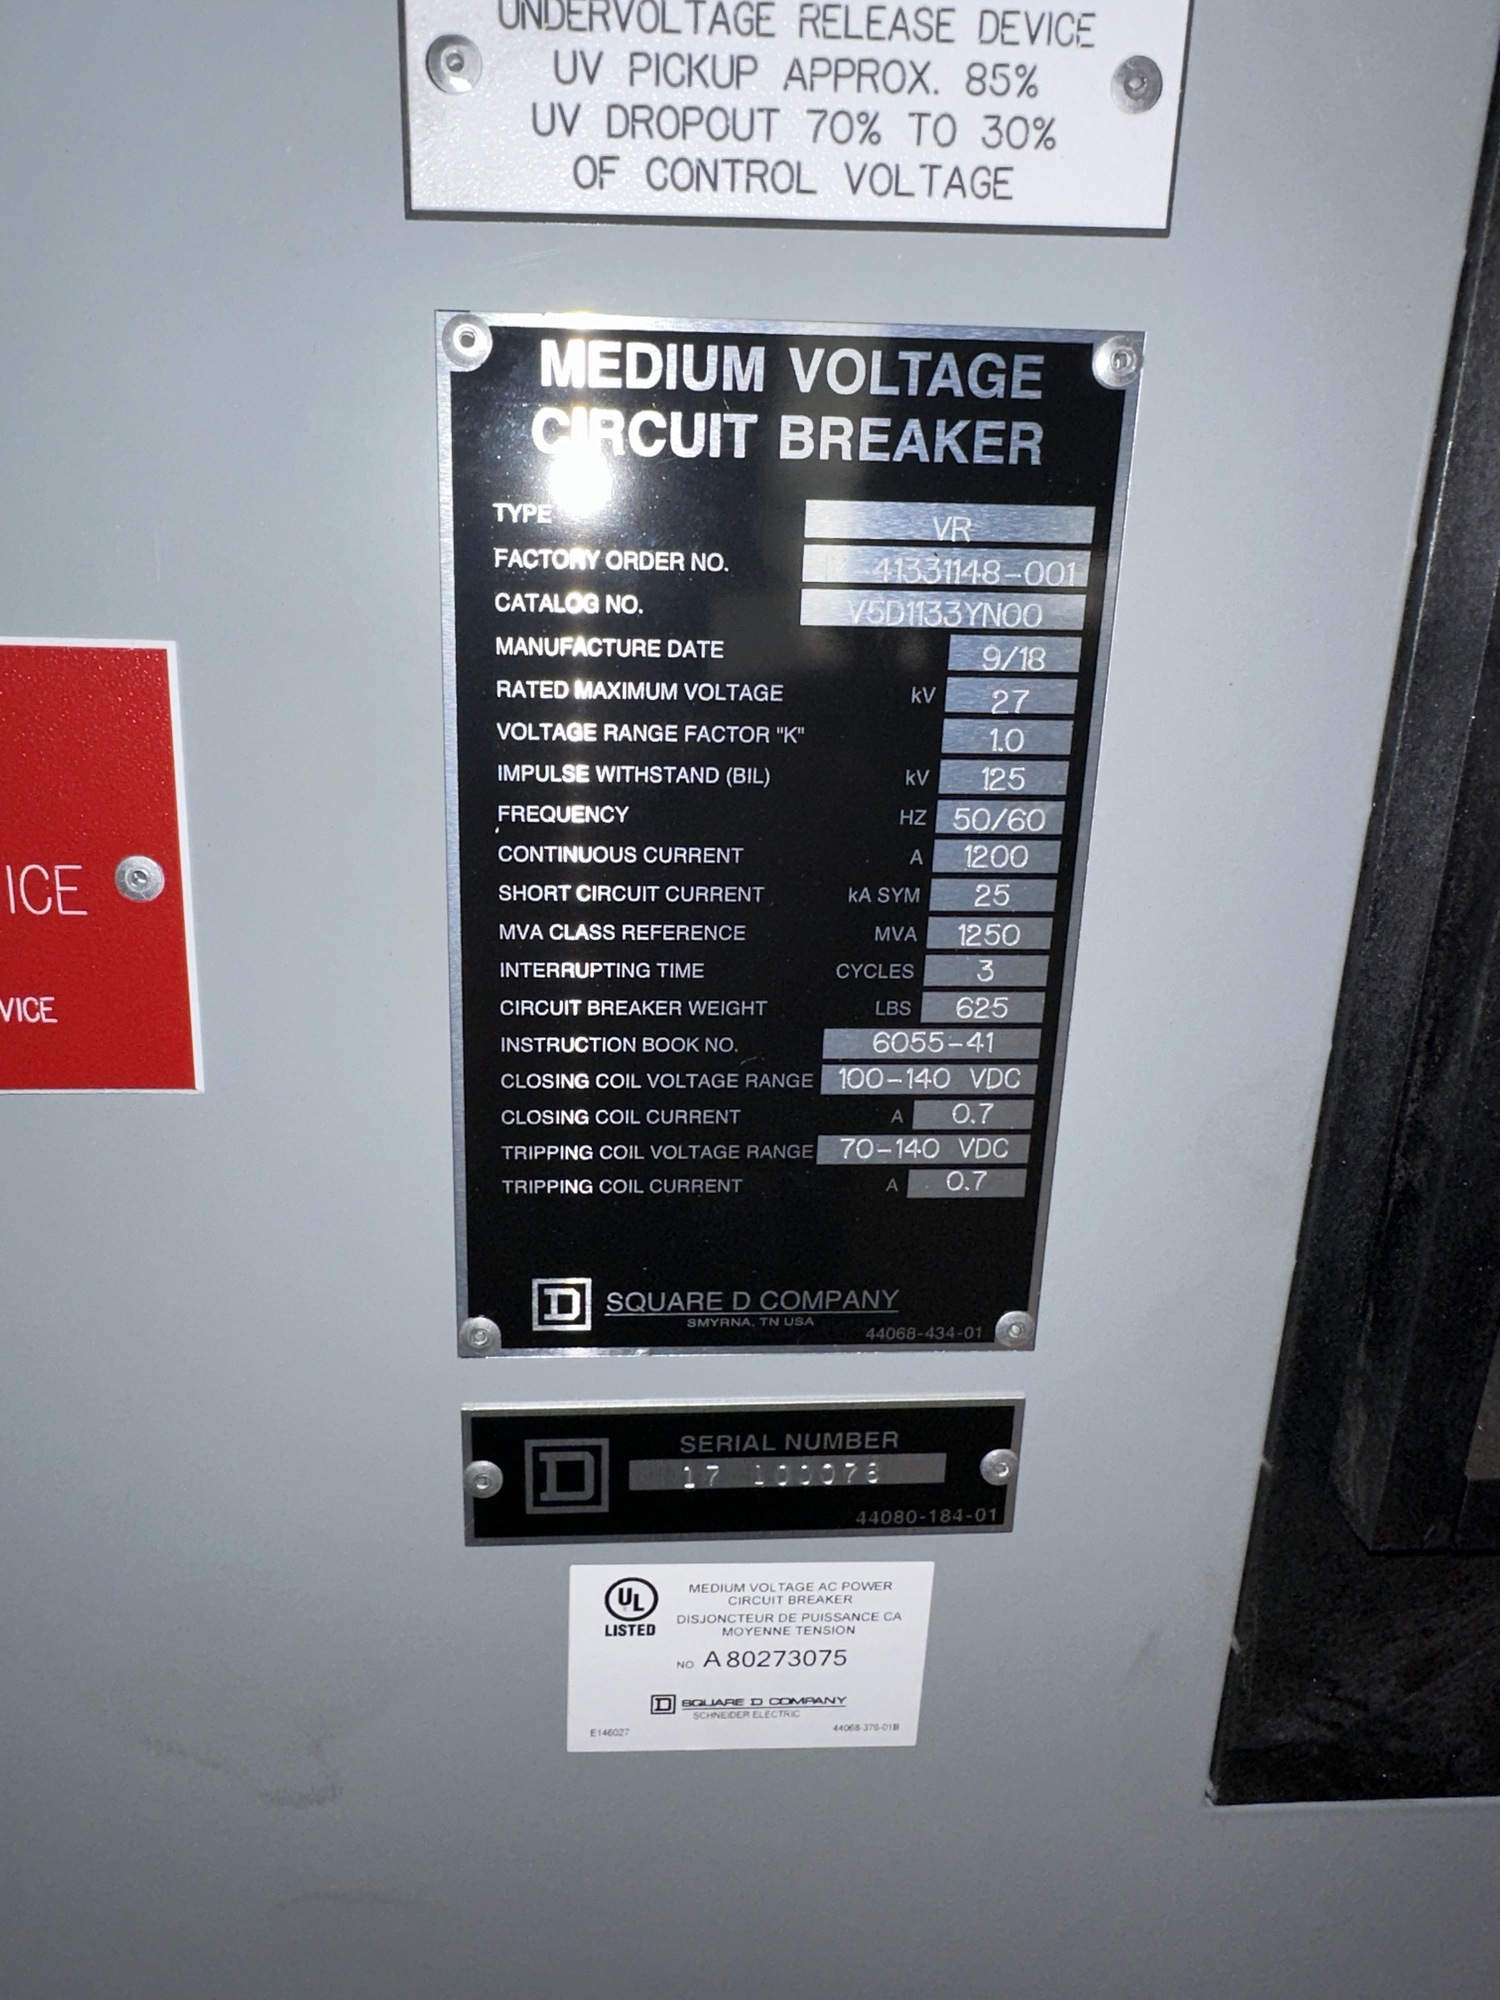 UNDERVOLTAGE RELEASE DEVICE
UV PICKUP APPROX. 85%
UV DROPOUT 70% TO 30%
OF CONTROL VOLTAGE
ICE
VICE
MEDIUM VOLTAGE
CIRCUIT BREAKER
TYPE VR
FACTORY ORDER NO. -41331148-001
CATALOG NO. V5D1133YN00
MANUFACTURE DATE 9/18
RATED MAXIMUM VOLTAGE kV 27
VOLTAGE RANGE FACTOR "K" 1.0
IMPULSE WITHSTAND (BIL) kV 125
FREQUENCY HZ 50/60
CONTINUOUS CURRENT A 1200
SHORT CIRCUIT CURRENT kA SYM 25
MVA CLASS REFERENCE MVA 1250
INTERRUPTING TIME CYCLES 3
CIRCUIT BREAKER WEIGHT LBS 625
INSTRUCTION BOOK NO. 6055-41
CLOSING COIL VOLTAGE RANGE 100-140 VDC
CLOSING COIL CURRENT A 0.7
TRIPPING COIL VOLTAGE RANGE 70-140 VDC
TRIPPING COIL CURRENT A 0.7
D SQUARE D COMPANY
SMYRNA, TN USA
44068-434-01
D SERIAL NUMBER
17
44080-184-01
UL
LISTED
MEDIUM VOLTAGE AC POWER
CIRCUIT BREAKER
DISJONCTEUR DE PUISSANCE CA
MOYENNE TENSION
NO A 80273075
D SQUARE D COMPANY
SCHNEIDER ELECTRIC
E146027 44068-376-01B